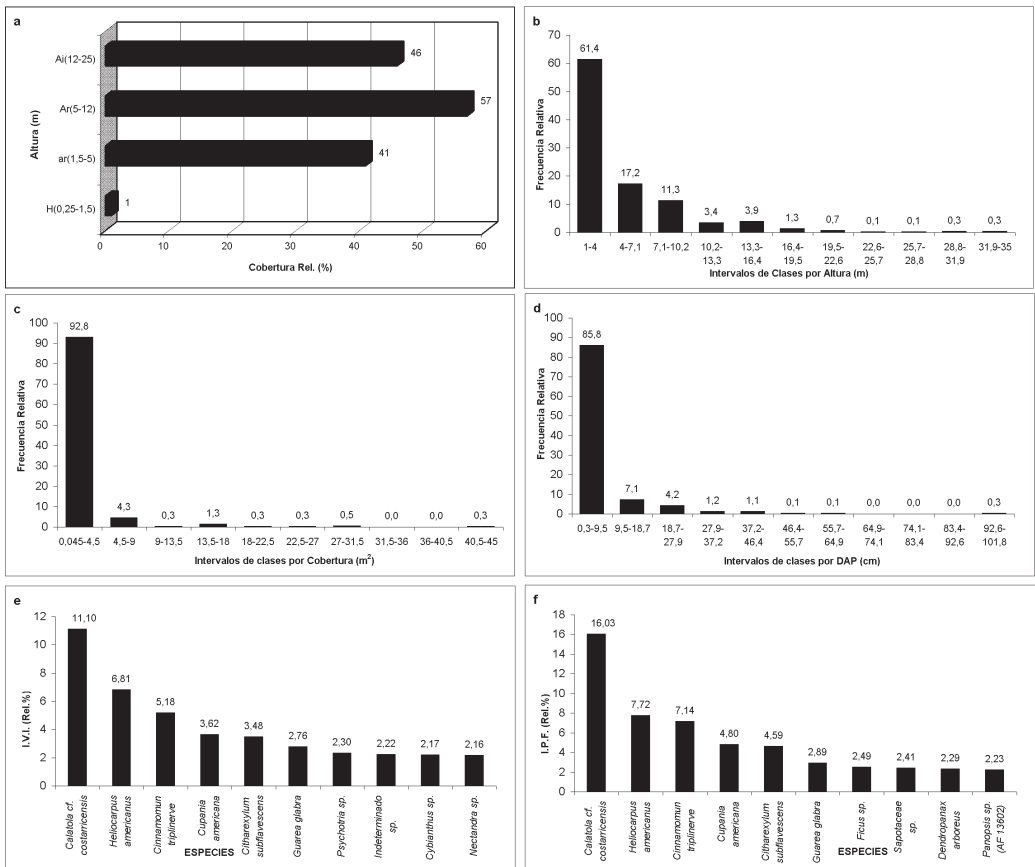 a
Altura (m)
Ai(12-25)
46
Ar(5-12)
57
ar(1,5-5)
41
H(0,25-1,5)
1
0 10 20 30 40 50 60
Cobertura Rel. (%)
b
Frecuencia Relativa
70
60
50
40
30
20
10
0
61,4 17,2 11,3 3,4 3,9 1,3 0,7 0,1 0,1 0,3 0,3
1-4 4-7,1 7,1-10,2 10,2- 13,3- 16,4- 19,5- 22,6- 25,7- 28,8- 31,9-35
13,3 16,4 19,5 22,6 25,7 28,8 31,9
Intervalos de Clases por Altura (m)
c
Frecuencia Relativa
100
90
80
70
60
50
40
30
20
10
0
92,8 4,3 0,3 1,3 0,3 0,3 0,5 0,0 0,0 0,3
0,045-4,5 4,5-9 9-13,5 13,5-18 18-22,5 22,5-27 27-31,5 31,5-36 36-40,5 40,5-45
Intervalos de clases por Cobertura (m²)
d
Frecuencia Relativa
100
90
80
70
60
50
40
30
20
10
0
85,8 7,1 4,2 1,2 1,1 0,1 0,1 0,0 0,0 0,0 0,3
0,3-9,5 9,5-18,7 18,7- 27,9- 37,2- 46,4- 55,7- 64,9- 74,1- 83,4- 92,6-
27,9 37,2 46,4 55,7 64,9 74,1 83,4 92,6 101,8
Intervalos de clases por DAP (cm)
e
I.V.I. (Rel.%)
12
10
8
6
4
2
0
11,10 6,81 5,18 3,62 3,48 2,76 2,30 2,22 2,17 2,16
Calatola cf.
costarricensis
Heliocarpus
americanus
Cinnamomun
triplinerve
Cupania
americana
Citharexylum
subflavescens
Guarea glabra
Psychotria sp.
Indeterminado
sp.
Cybianthus sp.
Nectandra sp.
ESPECIES
f
I.P.F. (Rel.%)
18
16
14
12
10
8
6
4
2
0
16,03 7,72 7,14 4,80 4,59 2,89 2,49 2,41 2,29 2,23
Calatola cf.
costarricensis
Heliocarpus
americanus
Cinnamomun
triplinerve
Cupania
americana
Citharexylum
subflavescens
Guarea glabra
Ficus sp.
Sapotaceae
sp.
Dendropanax
arboreus
Panopsis sp.
(AF 13602)
ESPECIES